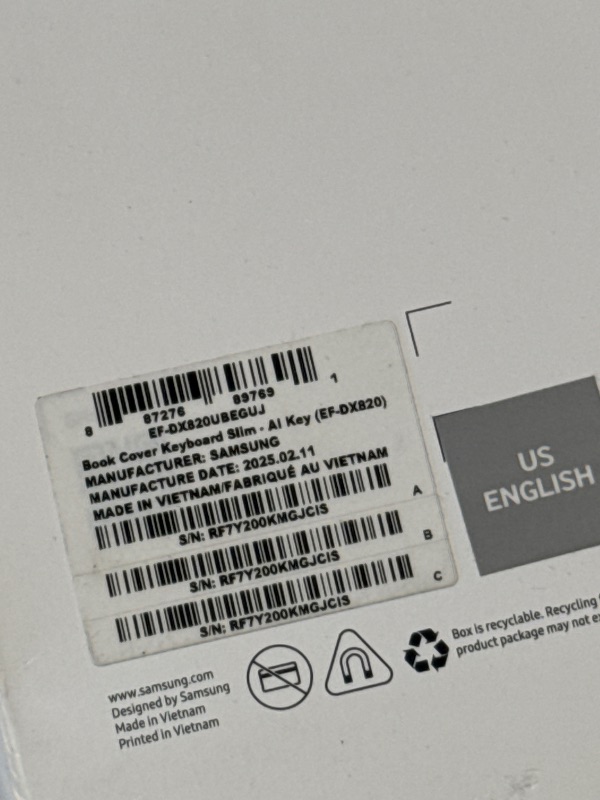 8 87276 89769 1
EF-DX820UBEGUJ
Book Cover Keyboard Slim - AI Key (EF-DX820)
MANUFACTURER: SAMSUNG
MANUFACTURE DATE: 2025.02.11
MADE IN VIETNAM/FABRIQUÉ AU VIETNAM
A
S/N: RF7Y200KMGJCIS
B
S/N: RF7Y200KMGJCIS
C
S/N: RF7Y200KMGJCIS
US
ENGLISH
www.samsung.com
Designed by Samsung
Made in Vietnam
Printed in Vietnam
Box is recyclable. Recycling
product package may not